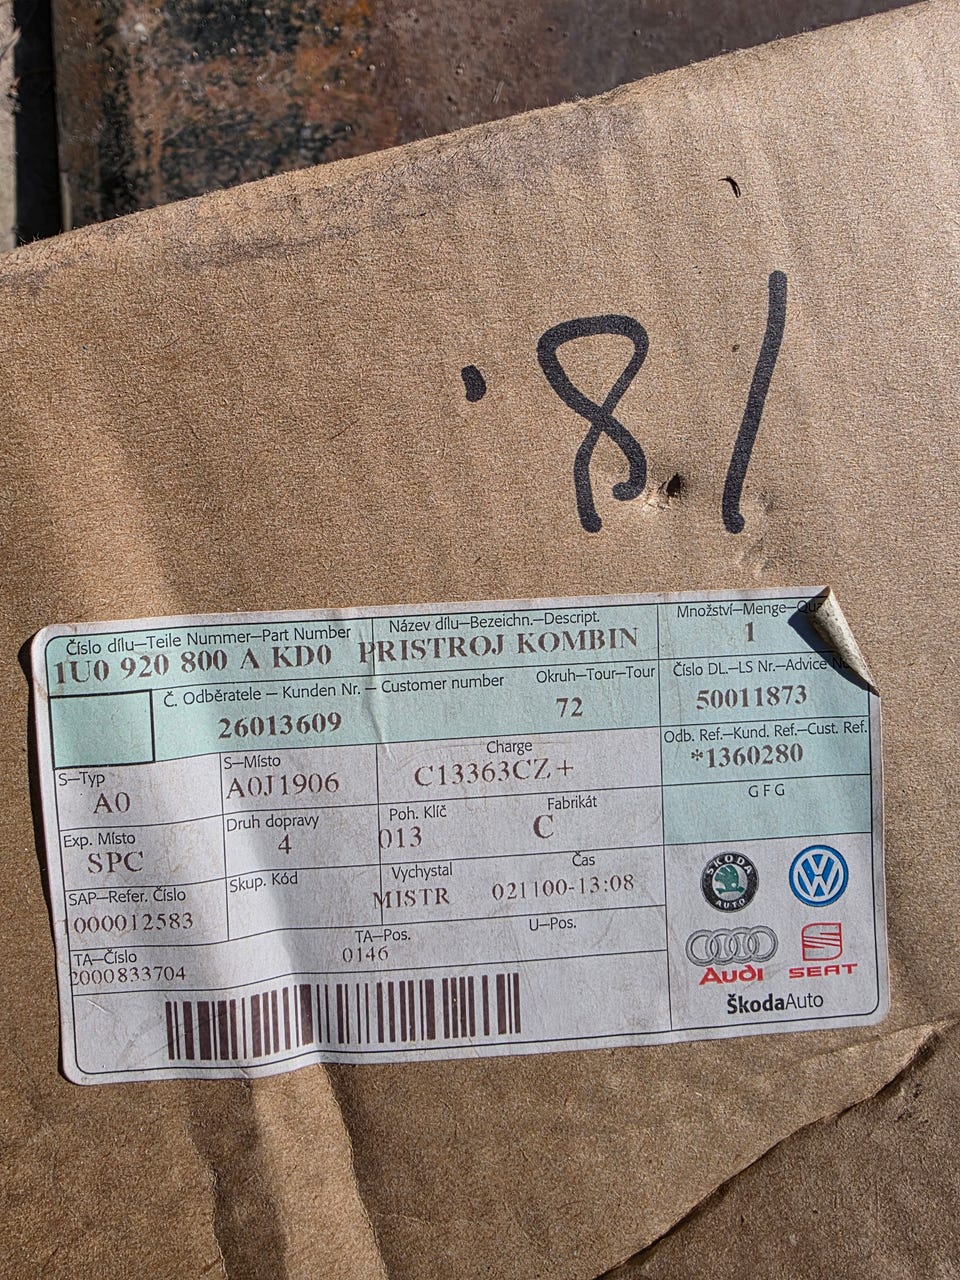 8 /
Číslo dílu–Teile Nummer–Part Number
1U0 920 800 A KD0
Název dílu–Bezeichn.–Descript.
PRISTROJ KOMBIN
Množství–Menge–
1
Č. Odběratele – Kunden Nr. – Customer number
26013609
Okruh–Tour–Tour
72
Číslo DL.–LS Nr.–Advice
50011873
S–Typ
A0
S–Místo
A0J1906
Charge
C13363CZ+
Odb. Ref.–Kund. Ref.–Cust. Ref.
*1360280
Exp. Místo
SPC
Druh dopravy
4
Poh. Klíč
013
Fabrikát
C
G F G
SAP–Refer. Číslo
1000012583
Skup. Kód
Vychystal
MISTR
Čas
021100-13:08
TA–Číslo
2000833704
TA–Pos.
0146
U–Pos.
ŠKODA
AUTO
Audi
SEAT
ŠkodaAuto